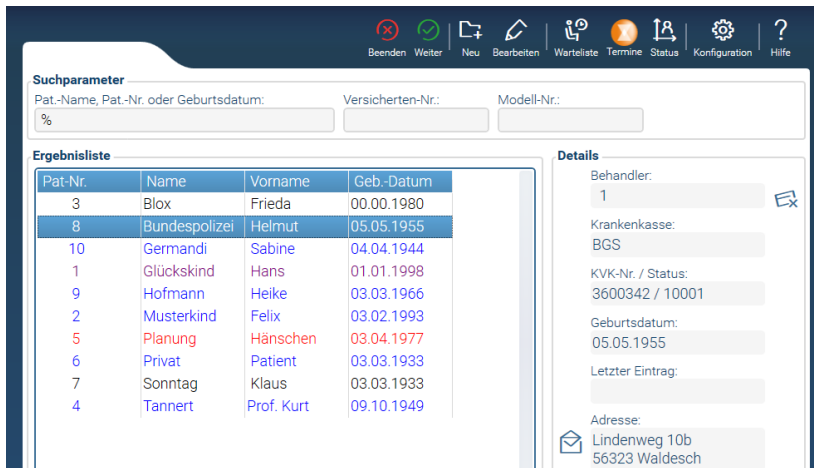 Beenden Weiter Neu Bearbeiten Warteliste Termine Status Konfiguration Hilfe
Suchparameter
Pat.-Name, Pat.-Nr. oder Geburtsdatum: Versicherten-Nr.: Modell-Nr.:
%
Ergebnisliste
Pat-Nr. Name Vorname Geb.-Datum
3 Blox Frieda 00.00.1980
8 Bundespolizei Helmut 05.05.1955
10 Germandi Sabine 04.04.1944
1 Glückskind Hans 01.01.1998
9 Hofmann Heike 03.03.1966
2 Musterkind Felix 03.02.1993
5 Planung Hänschen 03.04.1977
6 Privat Patient 03.03.1933
7 Sonntag Klaus 03.03.1933
4 Tannert Prof. Kurt 09.10.1949
Details
Behandler:
1
Krankenkasse:
BGS
KVK-Nr. / Status:
3600342 / 10001
Geburtsdatum:
05.05.1955
Letzter Eintrag:
Adresse:
Lindenweg 10b
56323 Waldesch